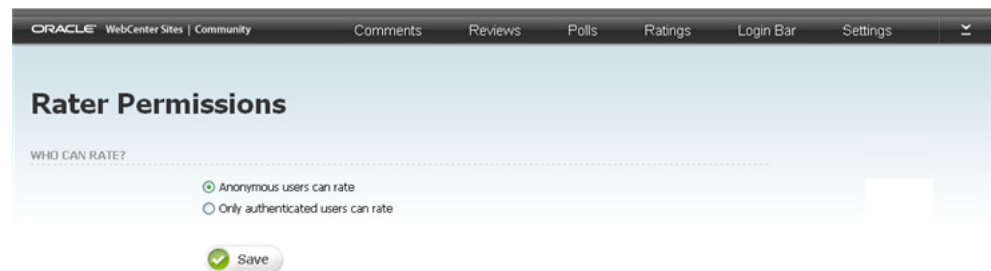 ORACLE® WebCenter Sites | Community Comments Reviews Polls Ratings Login Bar Settings
Rater Permissions
WHO CAN RATE?
Anonymous users can rate
Only authenticated users can rate
Save